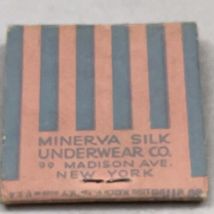 MINERVA SILK
UNDERWEAR CO.
99 MADISON AVE.
NEW YORK